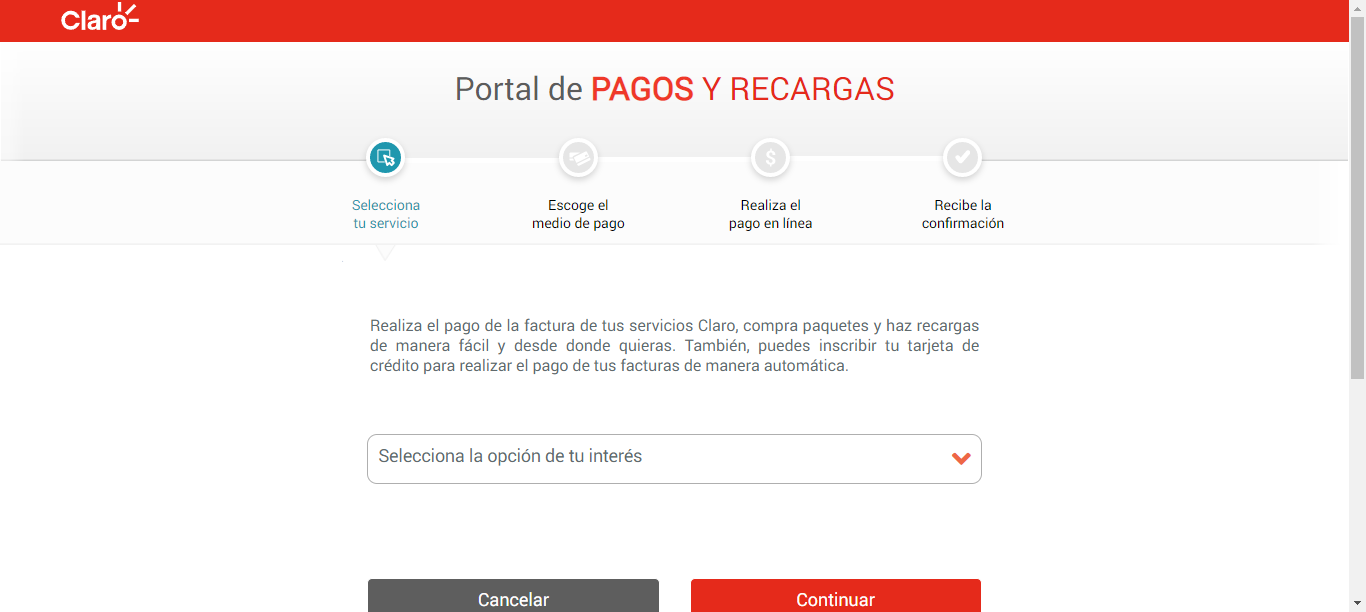 Claro
Portal de PAGOS Y RECARGAS
$
Selecciona
tu servicio
Escoge el
medio de pago
Realiza el
pago en línea
Recibe la
confirmación
Realiza el pago de la factura de tus servicios Claro, compra paquetes y haz recargas
de manera fácil y desde donde quieras. También, puedes inscribir tu tarjeta de
crédito para realizar el pago de tus facturas de manera automática.
Selecciona la opción de tu interés
Cancelar
Continuar